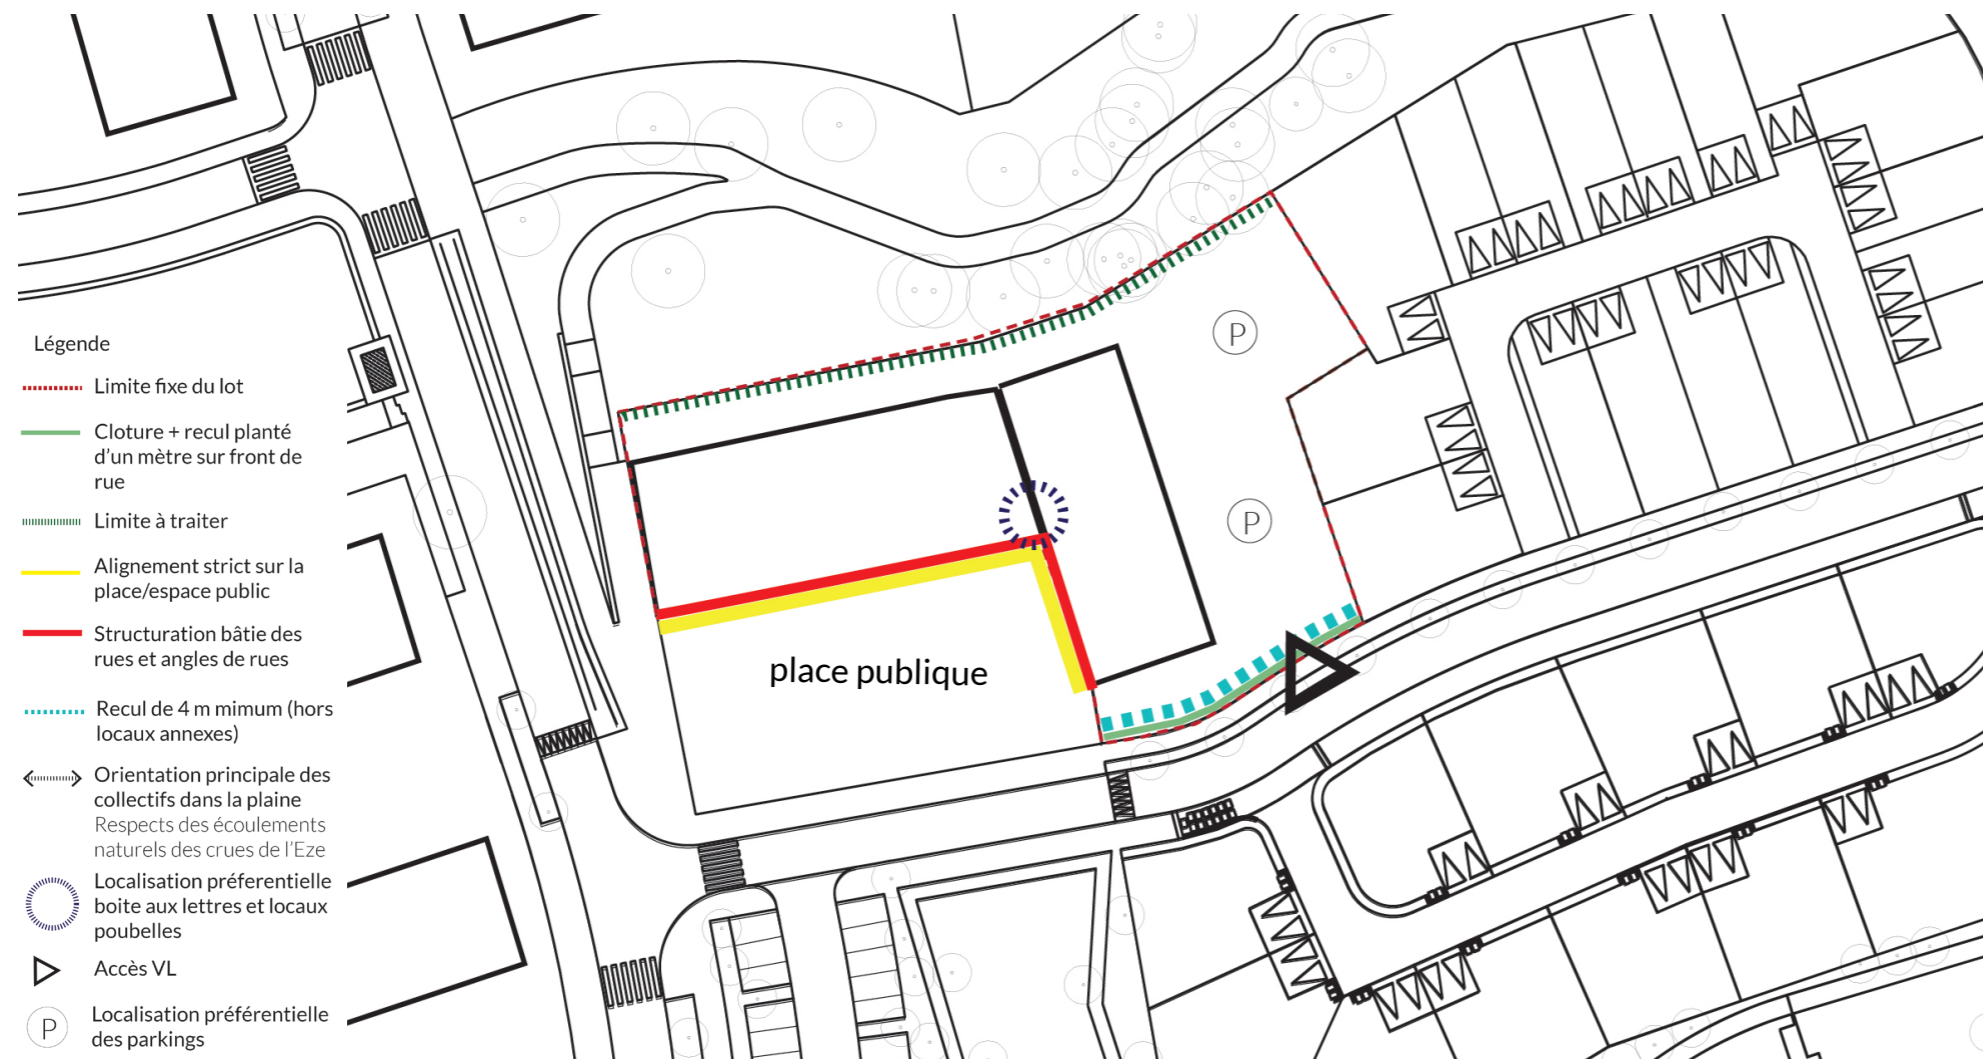 Légende
Limite fixe du lot
Cloture + recul planté
d'un mètre sur front de
rue
Limite à traiter
Alignement strict sur la
place/espace public
Structuration bâtie des
rues et angles de rues
Recul de 4 m mimum (hors
locaux annexes)
Orientation principale des
collectifs dans la plaine
Respects des écoulements
naturels des crues de l'Eze
Localisation préferentielle
boite aux lettres et locaux
poubelles
Accès VL
P
Localisation préférentielle
des parkings
P
P
place publique